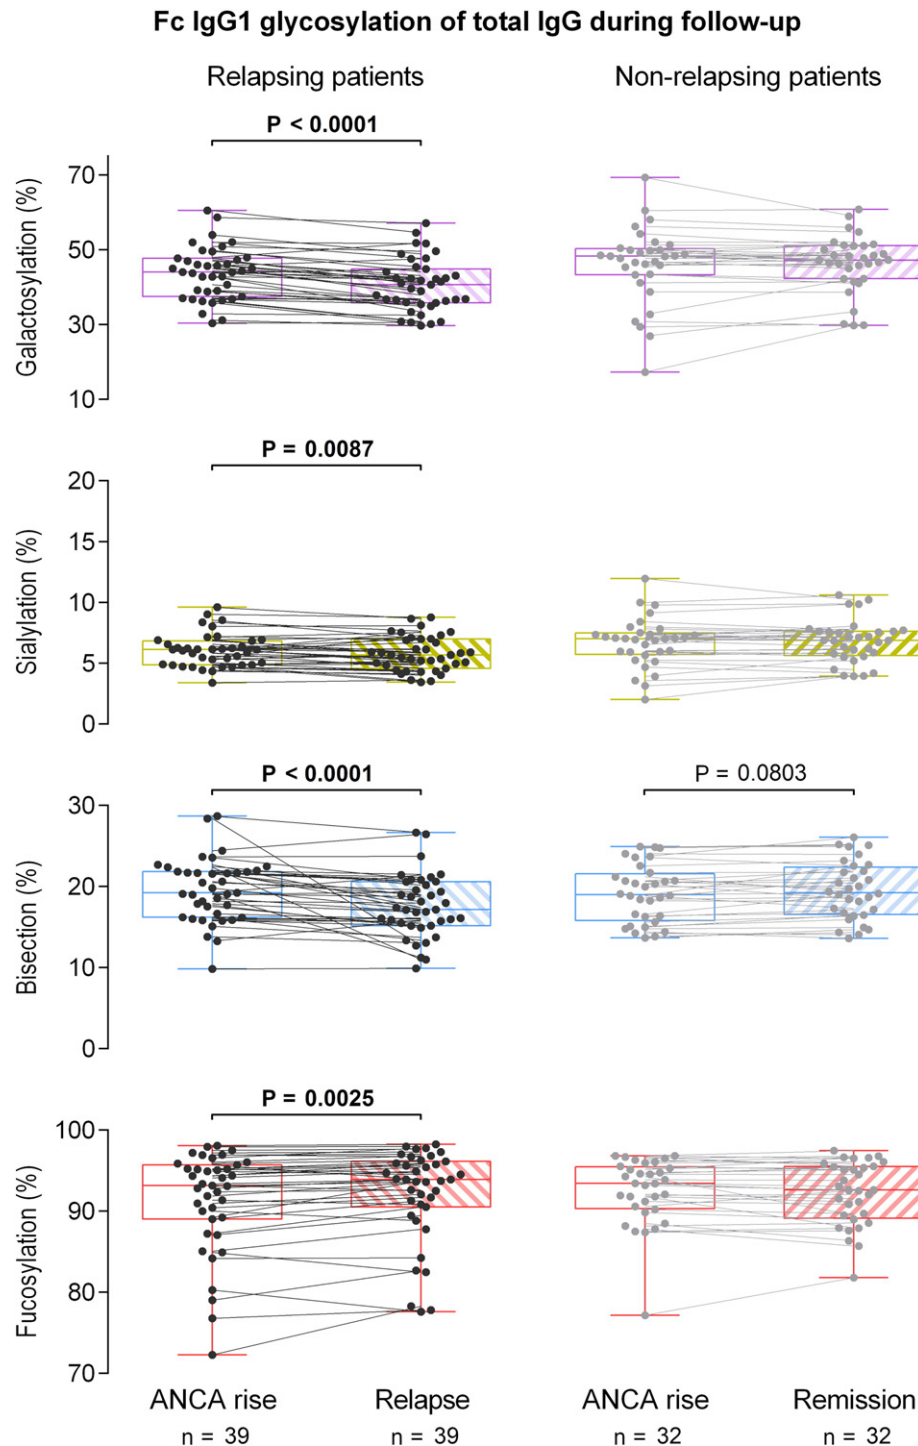 Fc IgG1 glycosylation of total IgG during follow-up
Relapsing patients
Non-relapsing patients
P < 0.0001
Galactosylation (%)
70
50
30
10
P = 0.0087
Sialylation (%)
20
15
10
5
0
P < 0.0001
P = 0.0803
Bisection (%)
30
20
10
0
P = 0.0025
Fucosylation (%)
100
90
80
70
ANCA rise
Relapse
ANCA rise
Remission
n = 39
n = 39
n = 32
n = 32